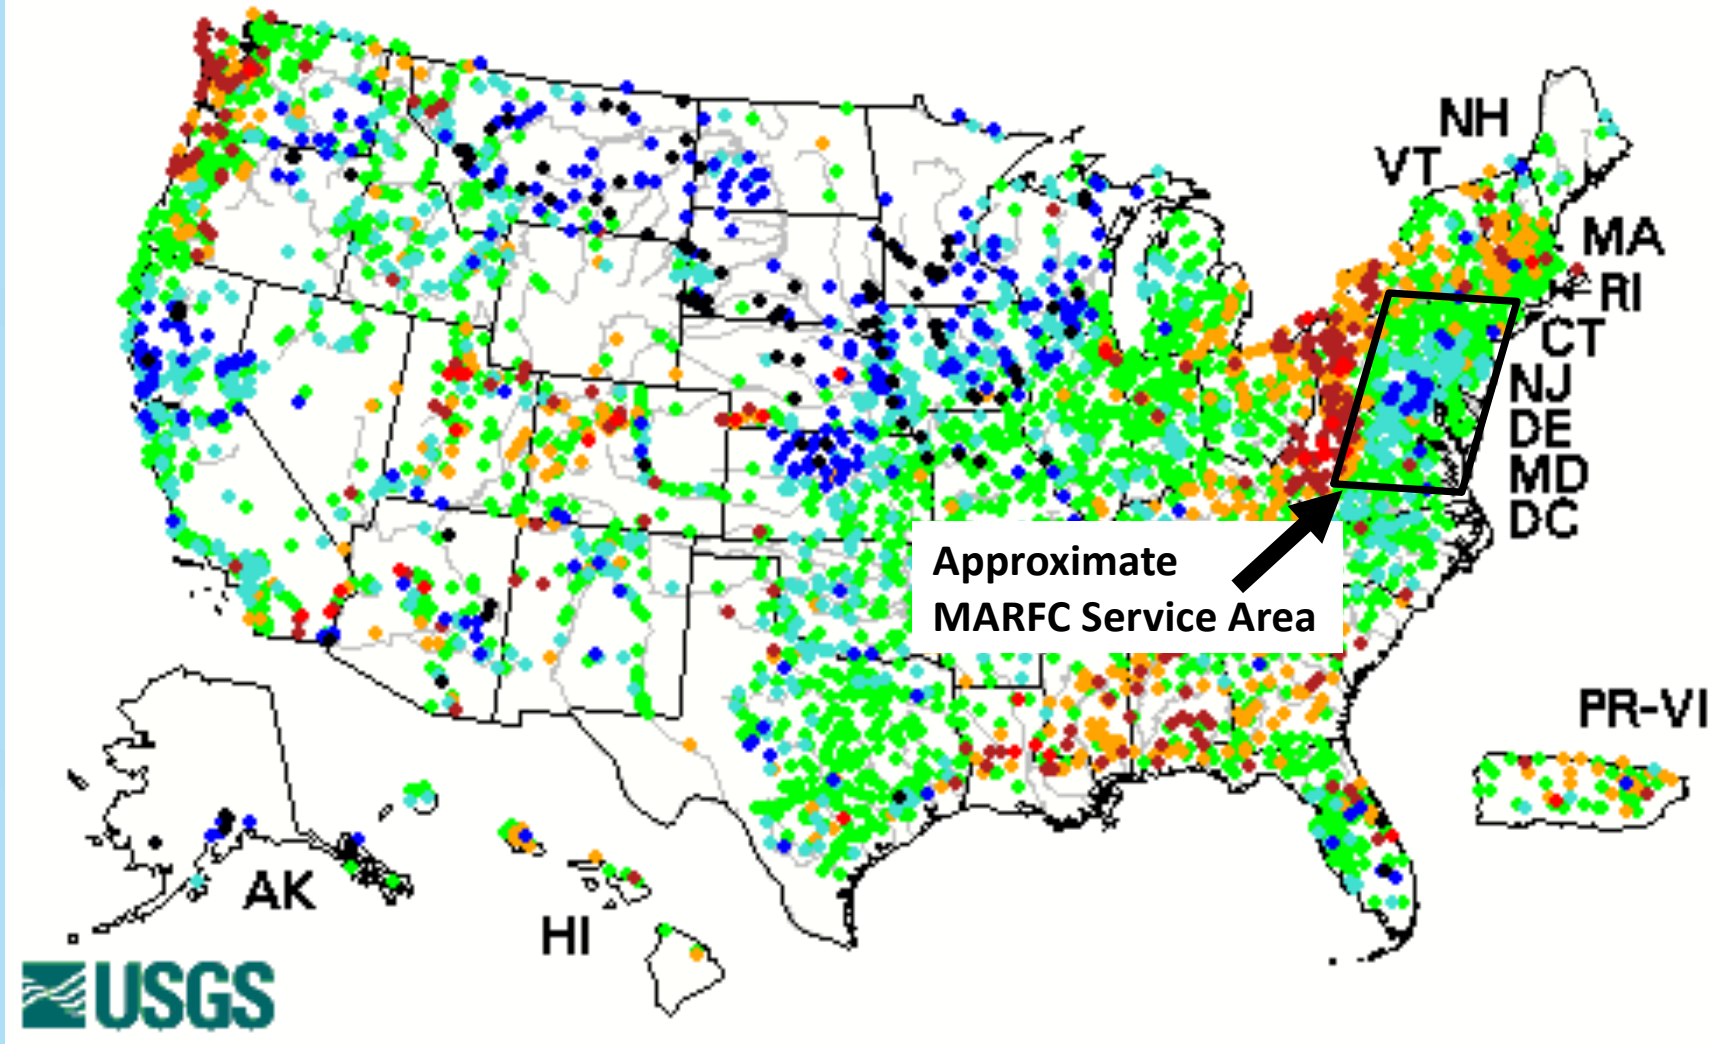 NH
VT
MA
RI
CT
NJ
DE
MD
DC
Approximate
MARFC Service Area
PR-VI
AK
HI
USGS